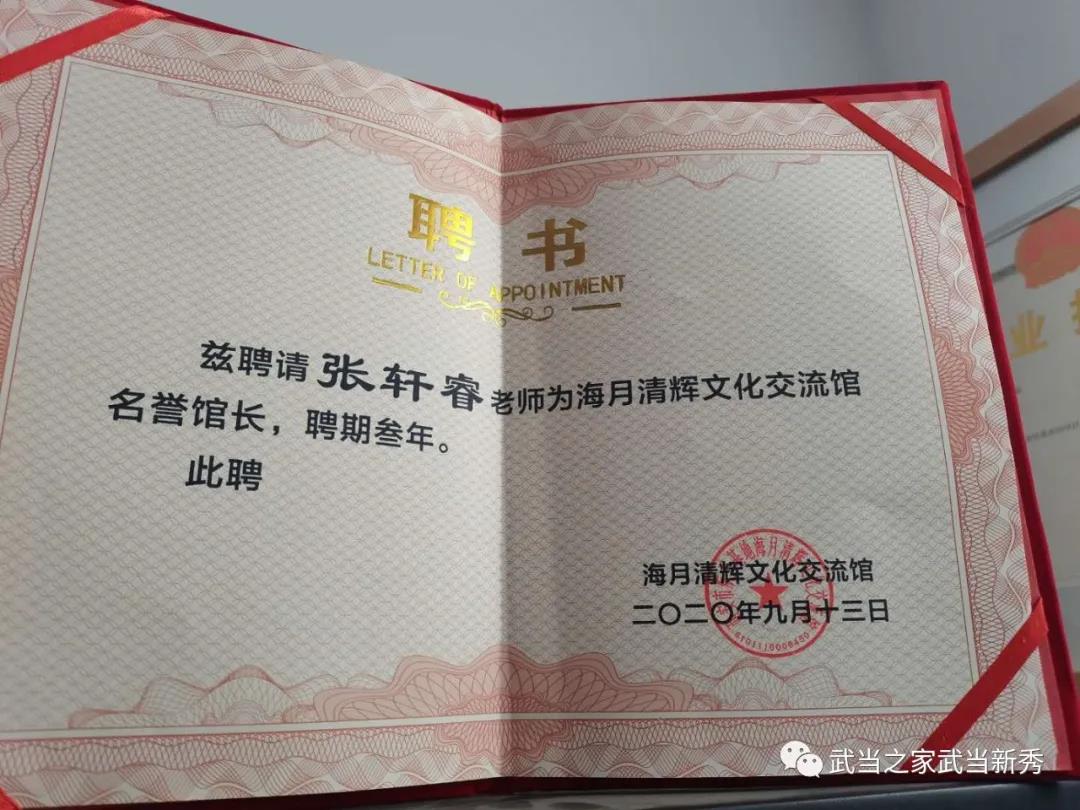 聘书
LETTER OF APPOINTMENT
兹聘请张轩睿老师为海月清辉文化交流馆
名誉馆长，聘期叁年。
此聘
海月清辉文化交流馆
二〇二〇年九月十三日
业
武当之家武当新秀